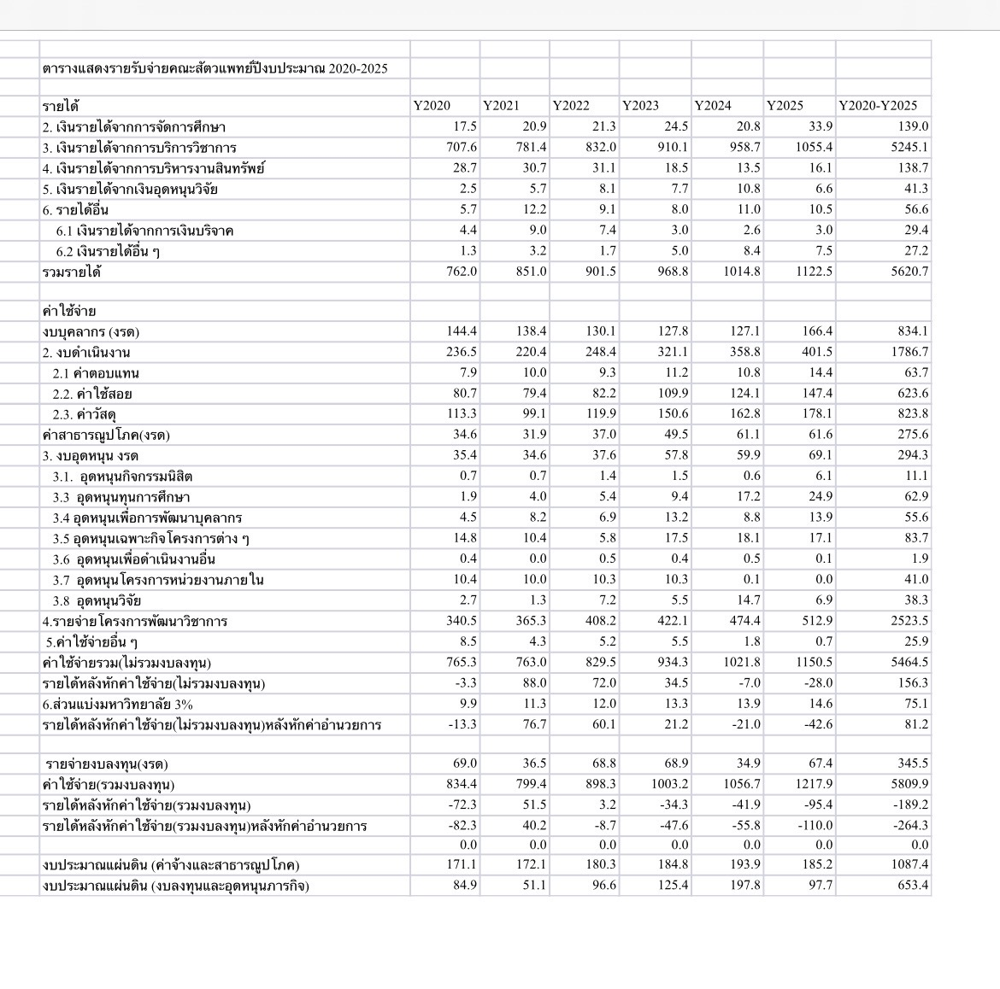 ตารางแสดงรายรับจ่ายคณะสัตวแพทย์ปีงบประมาณ 2020-2025
รายได้ Y2020 Y2021 Y2022 Y2023 Y2024 Y2025 Y2020-Y2025
2. เงินรายได้จากการจัดการศึกษา 17.5 20.9 21.3 24.5 20.8 33.9 139.0
3. เงินรายได้จากการบริการวิชาการ 707.6 781.4 832.0 910.1 958.7 1055.4 5245.1
4. เงินรายได้จากการบริหารงานสินทรัพย์ 28.7 30.7 31.1 18.5 13.5 16.1 138.7
5. เงินรายได้จากเงินอุดหนุนวิจัย 2.5 5.7 8.1 7.7 10.8 6.6 41.3
6. รายได้อื่น 5.7 12.2 9.1 8.0 11.0 10.5 56.6
6.1 เงินรายได้จากการเงินบริจาค 4.4 9.0 7.4 3.0 2.6 3.0 29.4
6.2 เงินรายได้อื่น ๆ 1.3 3.2 1.7 5.0 8.4 7.5 27.2
รวมรายได้ 762.0 851.0 901.5 968.8 1014.8 1122.5 5620.7
ค่าใช้จ่าย
งบบุคลากร (งรด) 144.4 138.4 130.1 127.8 127.1 166.4 834.1
2. งบดำเนินงาน 236.5 220.4 248.4 321.1 358.8 401.5 1786.7
2.1 ค่าตอบแทน 7.9 10.0 9.3 11.2 10.8 14.4 63.7
2.2. ค่าใช้สอย 80.7 79.4 82.2 109.9 124.1 147.4 623.6
2.3. ค่าวัสดุ 113.3 99.1 119.9 150.6 162.8 178.1 823.8
ค่าสาธารณูปโภค(งรด) 34.6 31.9 37.0 49.5 61.1 61.6 275.6
3. งบอุดหนุน งรด 35.4 34.6 37.6 57.8 59.9 69.1 294.3
3.1. อุดหนุนกิจกรรมนิสิต 0.7 0.7 1.4 1.5 0.6 6.1 11.1
3.3 อุดหนุนทุนการศึกษา 1.9 4.0 5.4 9.4 17.2 24.9 62.9
3.4 อุดหนุนเพื่อการพัฒนาบุคลากร 4.5 8.2 6.9 13.2 8.8 13.9 55.6
3.5 อุดหนุนเฉพาะกิจโครงการต่าง ๆ 14.8 10.4 5.8 17.5 18.1 17.1 83.7
3.6 อุดหนุนเพื่อดำเนินงานอื่น 0.4 0.0 0.5 0.4 0.5 0.1 1.9
3.7 อุดหนุนโครงการหน่วยงานภายใน 10.4 10.0 10.3 10.3 0.1 0.0 41.0
3.8 อุดหนุนวิจัย 2.7 1.3 7.2 5.5 14.7 6.9 38.3
4.รายจ่ายโครงการพัฒนาวิชาการ 340.5 365.3 408.2 422.1 474.4 512.9 2523.5
5.ค่าใช้จ่ายอื่น ๆ 8.5 4.3 5.2 5.5 1.8 0.7 25.9
ค่าใช้จ่ายรวม(ไม่รวมงบลงทุน) 765.3 763.0 829.5 934.3 1021.8 1150.5 5464.5
รายได้หลังหักค่าใช้จ่าย(ไม่รวมงบลงทุน) -3.3 88.0 72.0 34.5 -7.0 -28.0 156.3
6.ส่วนแบ่งมหาวิทยาลัย 3% 9.9 11.3 12.0 13.3 13.9 14.6 75.1
รายได้หลังหักค่าใช้จ่าย(ไม่รวมงบลงทุน)หลังหักค่าอำนวยการ -13.3 76.7 60.1 21.2 -21.0 -42.6 81.2
รายจ่ายงบลงทุน(งรด) 69.0 36.5 68.8 68.9 34.9 67.4 345.5
ค่าใช้จ่าย(รวมงบลงทุน) 834.4 799.4 898.3 1003.2 1056.7 1217.9 5809.9
รายได้หลังหักค่าใช้จ่าย(รวมงบลงทุน) -72.3 51.5 3.2 -34.3 -41.9 -95.4 -189.2
รายได้หลังหักค่าใช้จ่าย(รวมงบลงทุน)หลังหักค่าอำนวยการ -82.3 40.2 -8.7 -47.6 -55.8 -110.0 -264.3
0.0 0.0 0.0 0.0 0.0 0.0 0.0
งบประมาณแผ่นดิน (ค่าจ้างและสาธารณูปโภค) 171.1 172.1 180.3 184.8 193.9 185.2 1087.4
งบประมาณแผ่นดิน (งบลงทุนและอุดหนุนภารกิจ) 84.9 51.1 96.6 125.4 197.8 97.7 653.4